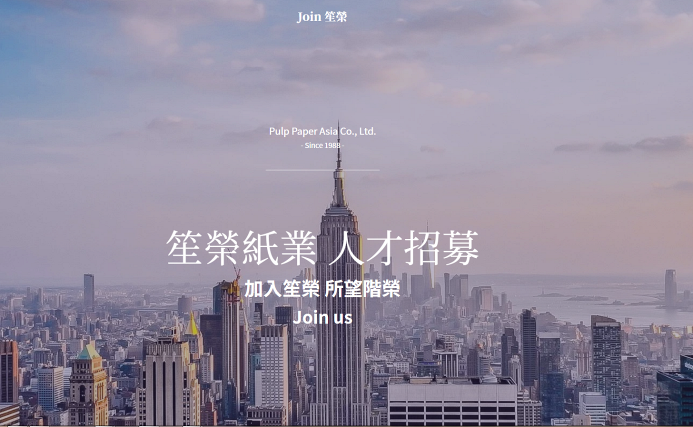 Join 笙榮
Pulp Paper Asia Co., Ltd.
- Since 1988 -
笙榮紙業 人才招募
加入笙榮 所望階榮
Join us